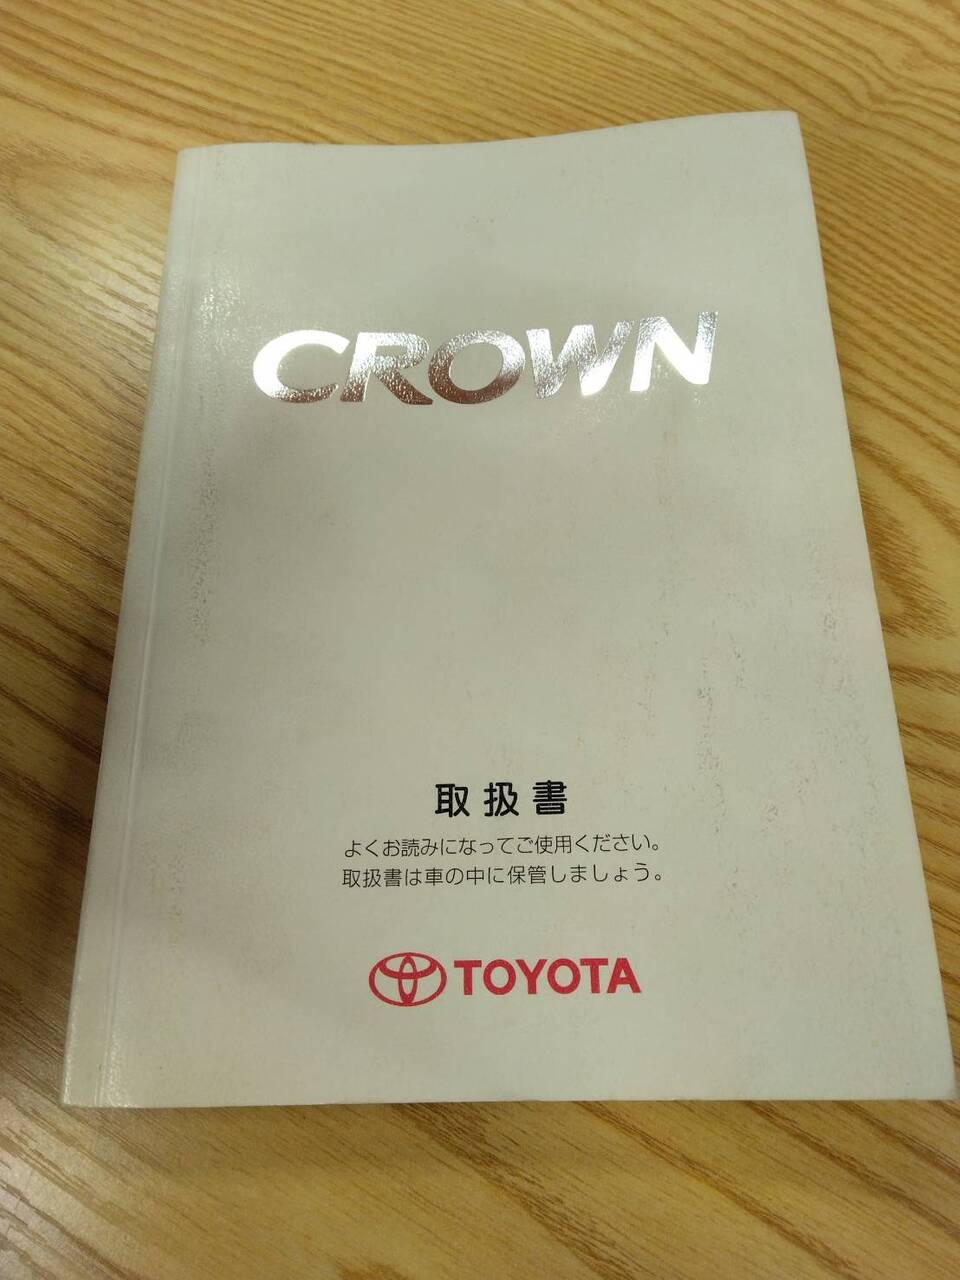 CROWN
取扱書
よくお読みになってご使用ください。
取扱書は車の中に保管しましょう。
TOYOTA